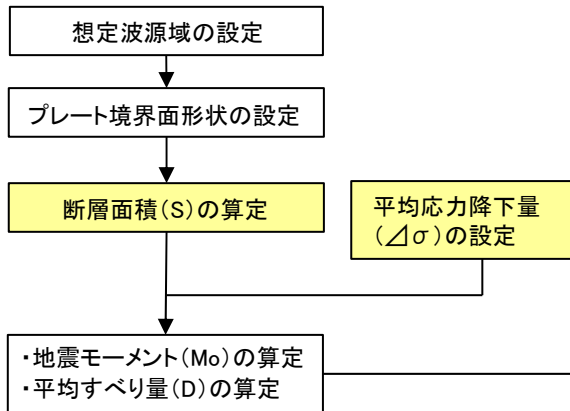 想定波源域の設定
プレート境界面形状の設定
断層面積(S)の算定
平均応力降下量
(⊿σ)の設定
・地震モーメント(Mo)の算定
・平均すべり量(D)の算定